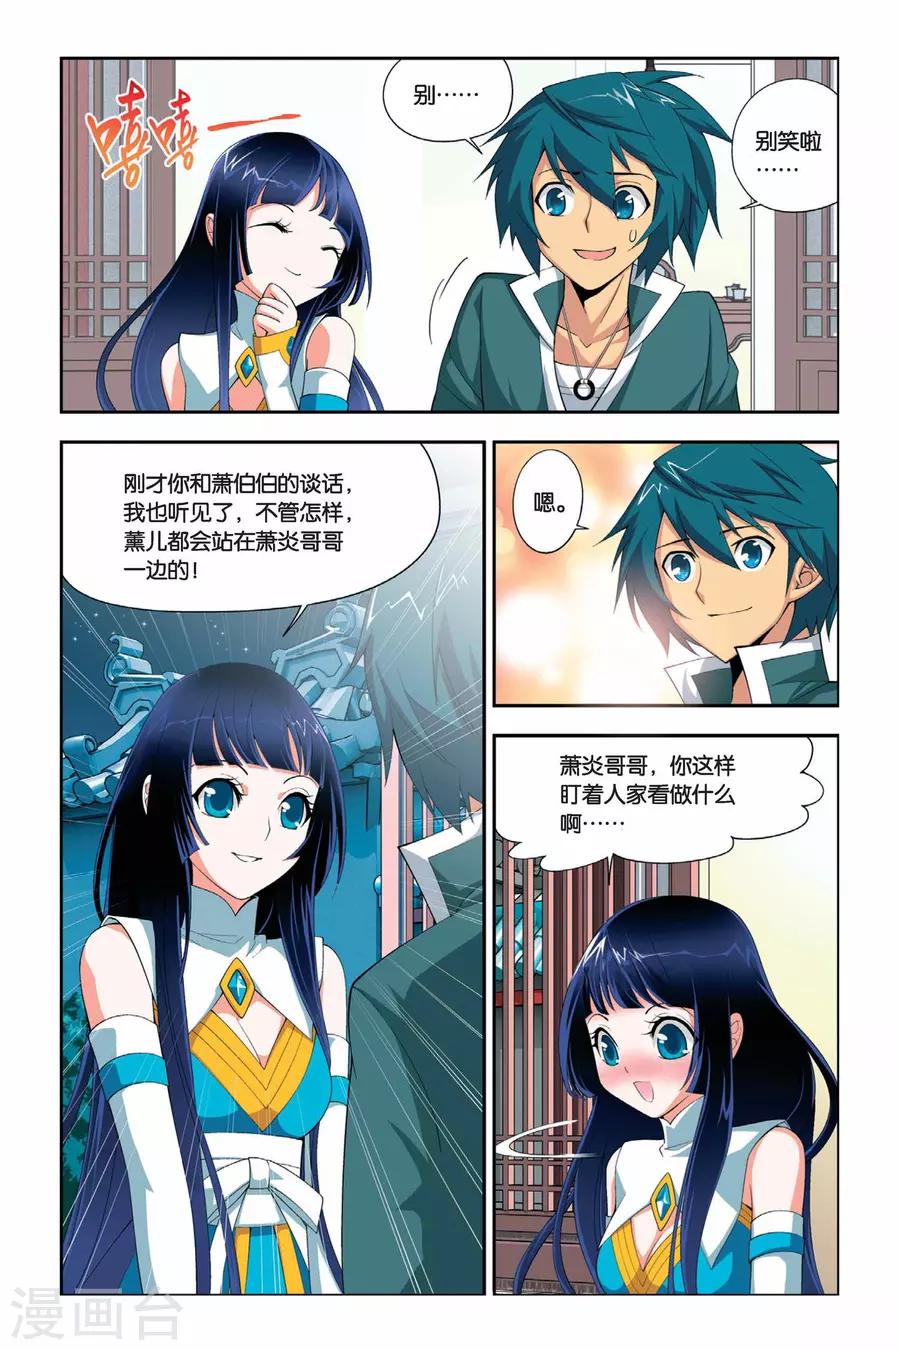 嘻嘻一
别……
别笑啦
……
刚才你和萧伯伯的谈话，
我也听见了，不管怎样，
薰儿都会站在萧炎哥哥
一边的！
嗯。
萧炎哥哥，你这样
盯着人家看做什么
啊……
漫画台